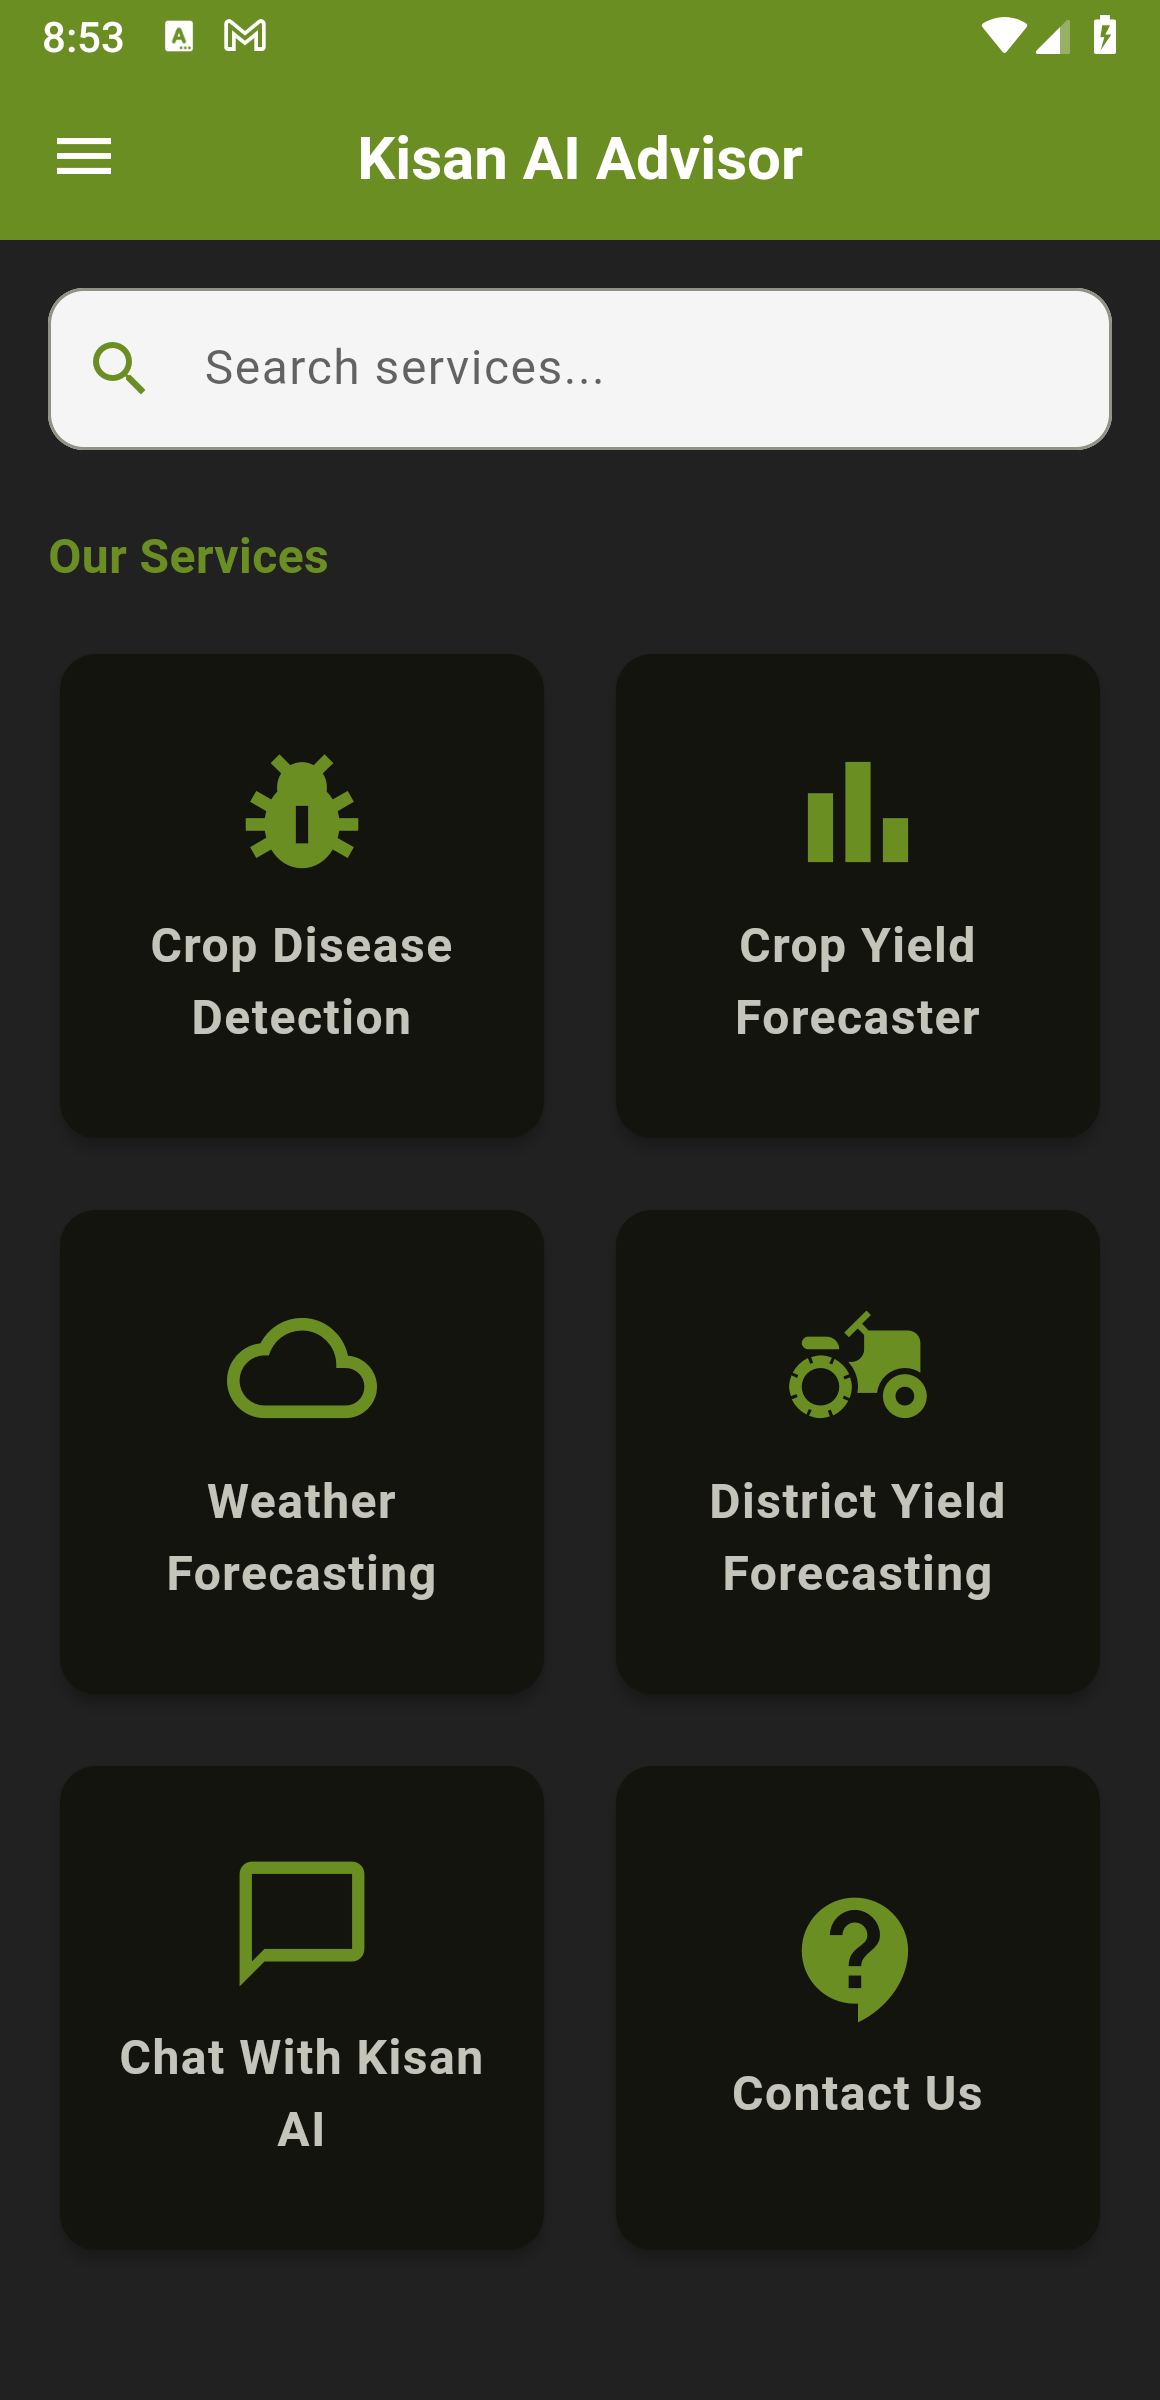 8:53
Kisan AI Advisor
Search services...
Our Services
Crop Disease
Detection
Crop Yield
Forecaster
Weather
Forecasting
District Yield
Forecasting
Chat With Kisan
AI
Contact Us